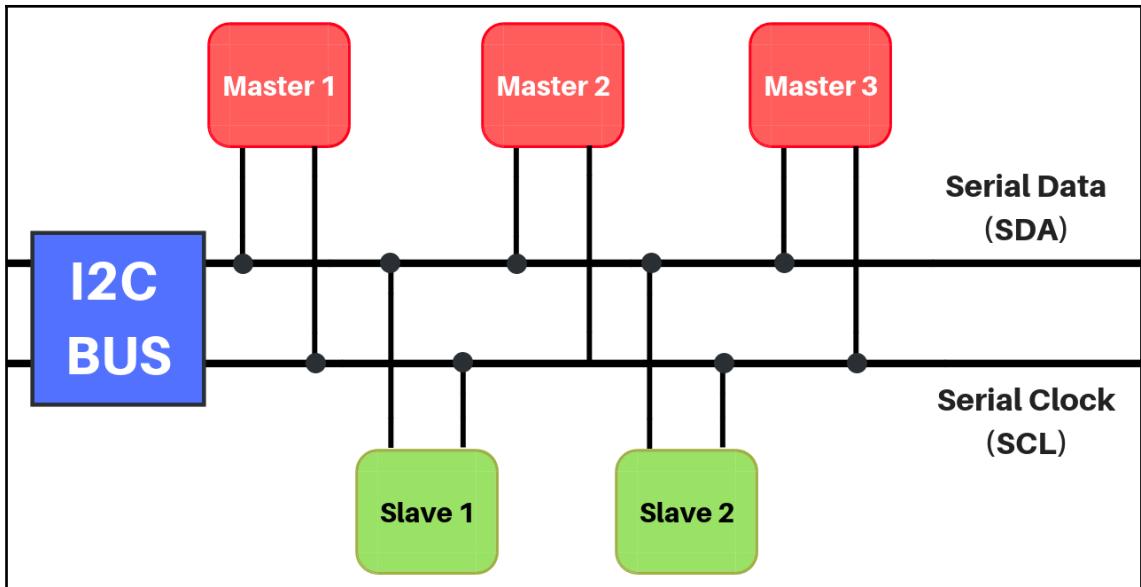 Master 1
Master 2
Master 3
Serial Data
(SDA)
I2C
BUS
Serial Clock
(SCL)
Slave 1
Slave 2